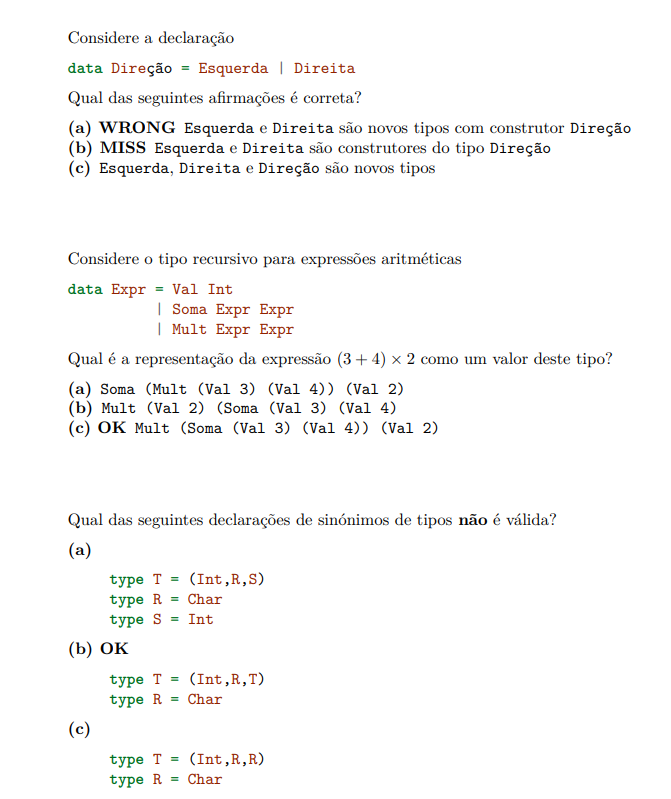 Considere a declaração
data Direção = Esquerda | Direita
Qual das seguintes afirmações é correta?
(a) WRONG Esquerda e Direita são novos tipos com construtor Direção
(b) MISS Esquerda e Direita são construtores do tipo Direção
(c) Esquerda, Direita e Direção são novos tipos
Considere o tipo recursivo para expressões aritméticas
data Expr = Val Int
| Soma Expr Expr
| Mult Expr Expr
Qual é a representação da expressão (3 + 4) × 2 como um valor deste tipo?
(a) Soma (Mult (Val 3) (Val 4)) (Val 2)
(b) Mult (Val 2) (Soma (Val 3) (Val 4)
(c) OK Mult (Soma (Val 3) (Val 4)) (Val 2)
Qual das seguintes declarações de sinónimos de tipos não é válida?
(a)
type T = (Int,R,S)
type R = Char
type S = Int
(b) OK
type T = (Int,R,T)
type R = Char
(c)
type T = (Int,R,R)
type R = Char